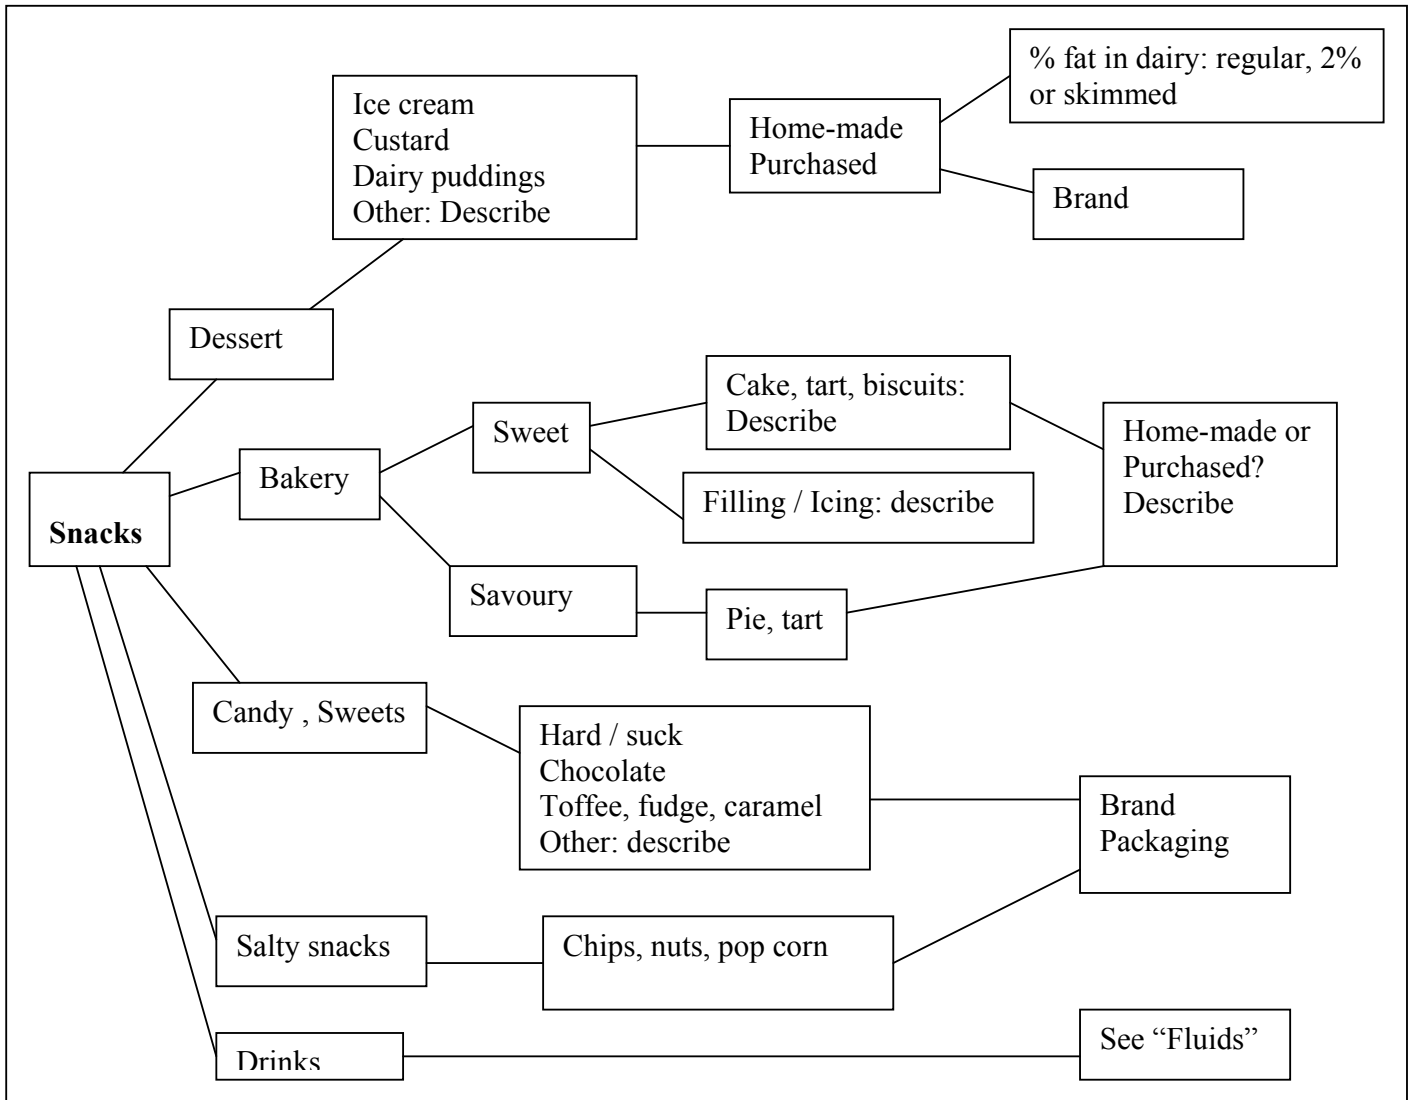 % fat in dairy: regular, 2%
or skimmed
Ice cream
Custard
Dairy puddings
Other: Describe
Home-made
Purchased
Brand
Dessert
Cake, tart, biscuits:
Describe
Sweet
Home-made or
Purchased?
Describe
Bakery
Filling / Icing: describe
Snacks
Savoury
Pie, tart
Candy , Sweets
Hard / suck
Chocolate
Toffee, fudge, caramel
Other: describe
Brand
Packaging
Salty snacks
Chips, nuts, pop corn
Drinks
See “Fluids”